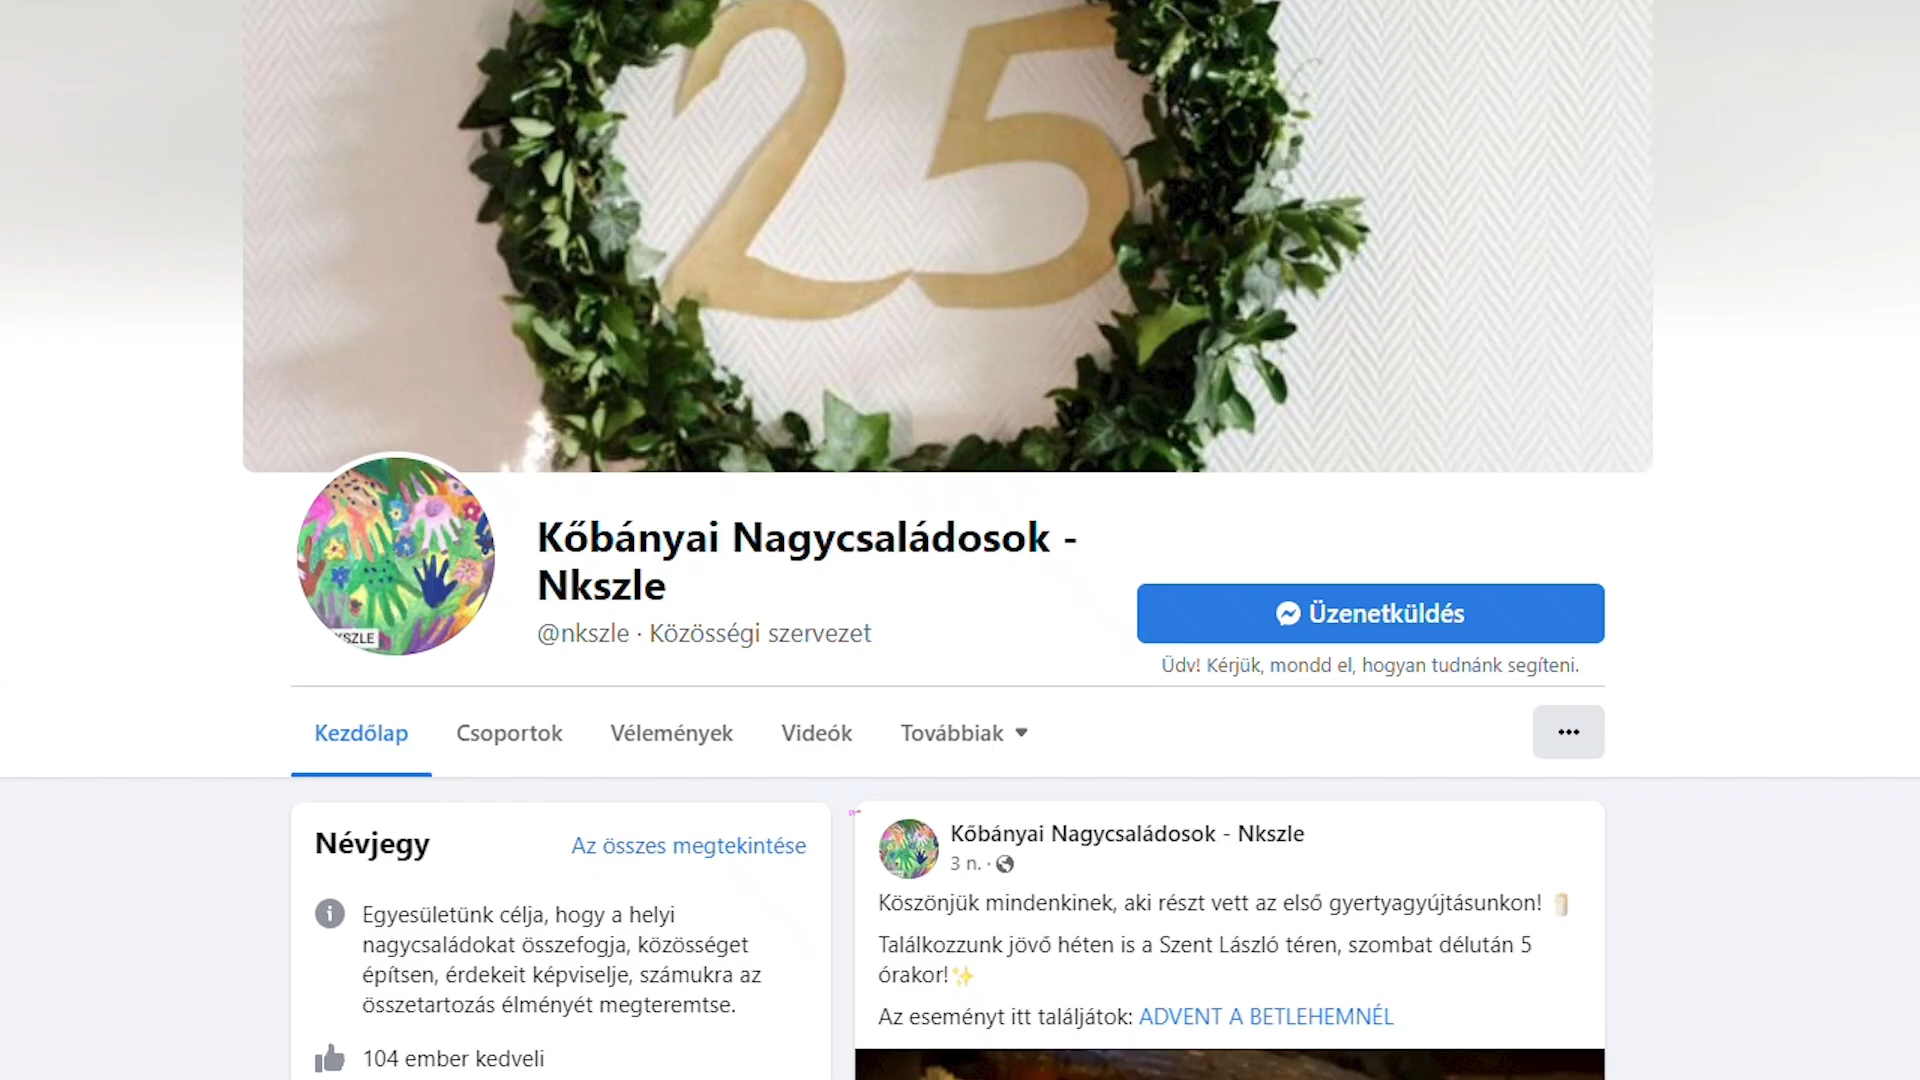 25
KSZLE
Kőbányai Nagycsaládosok -
Nkszle
@nkszle · Közösségi szervezet
Üzenetküldés
Üdv! Kérjük, mondd el, hogyan tudnánk segíteni.
Kezdőlap
Csoportok
Vélemények
Videók
Továbbiak
Névjegy
Az összes megtekintése
Egyesületünk célja, hogy a helyi
nagycsaládokat összefogja, közösséget
építsen, érdekeit képviselje, számukra az
összetartozás élményét megteremtse.
104 ember kedveli
Kőbányai Nagycsaládosok - Nkszle
3 n. ·
Köszönjük mindenkinek, aki részt vett az első gyertyagyújtásunkon!
Találkozzunk jövő héten is a Szent László téren, szombat délután 5
órakor!✨
Az eseményt itt találjátok: ADVENT A BETLEHEMNÉL